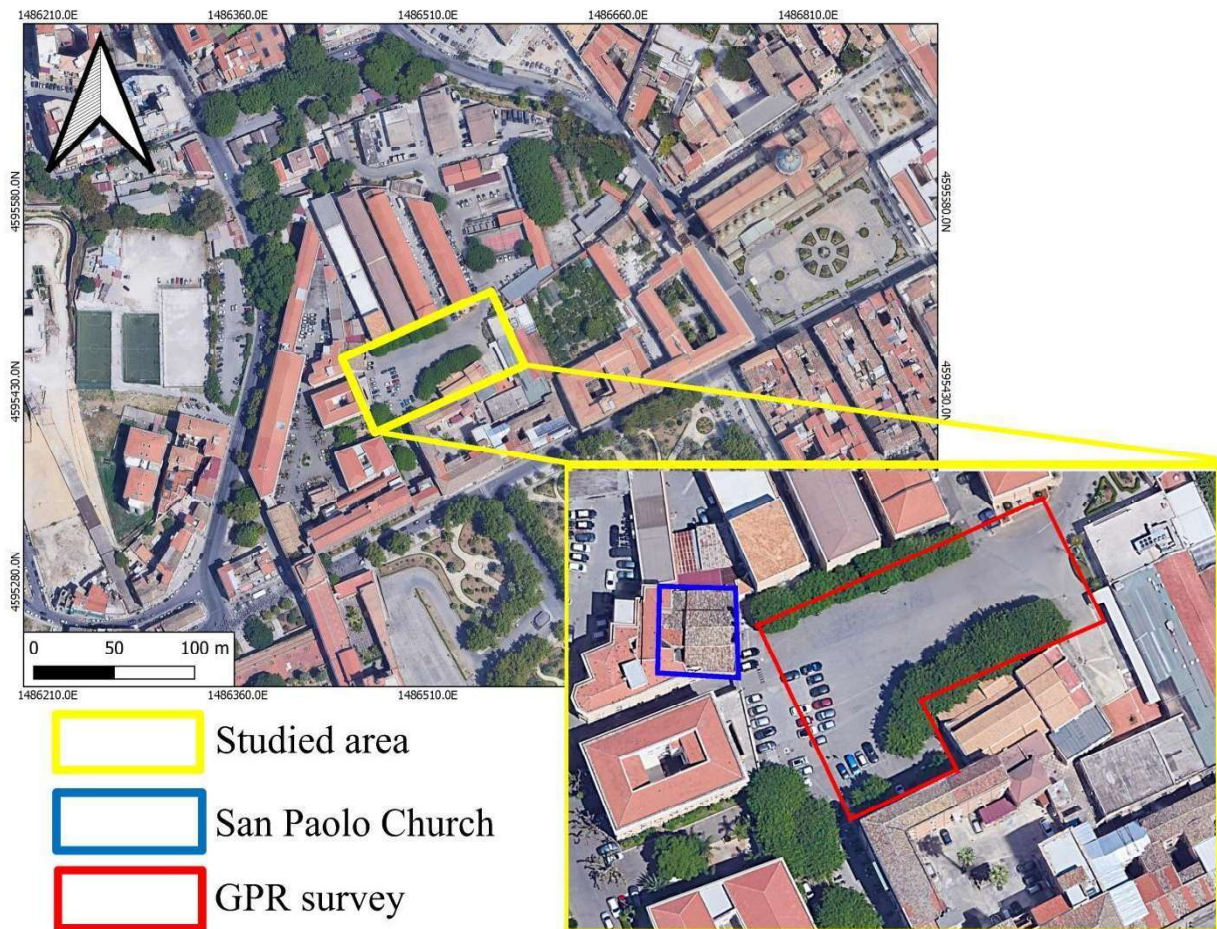 1486210.0E 1486360.0E 1486510.0E 1486660.0E 1486810.0E
4595580.0N 4595580.0N
4595430.0N 4595430.0N
4595280.0N
0 50 100 m
1486210.0E 1486360.0E 1486510.0E
Studied area
San Paolo Church
GPR survey